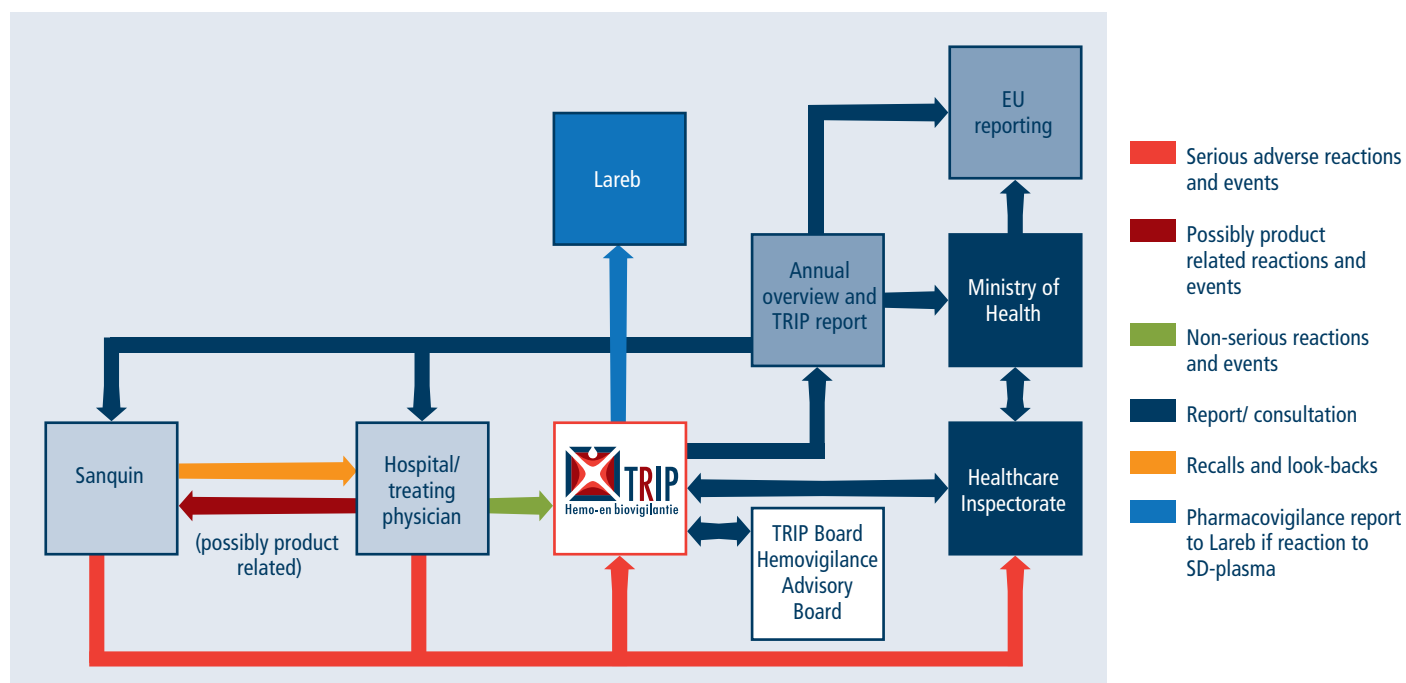 EU
reporting
Lareb
Annual
overview and
TRIP report
Ministry of
Health
Sanquin
Hospital/
treating
physician
TRIP
Hemo-en biovigilantie
Healthcare
Inspectorate
(possibly product
related)
TRIP Board
Hemovigilance
Advisory
Board
Serious adverse reactions
and events
Possibly product
related reactions and
events
Non-serious reactions
and events
Report/ consultation
Recalls and look-backs
Pharmacovigilance report
to Lareb if reaction to
SD-plasma